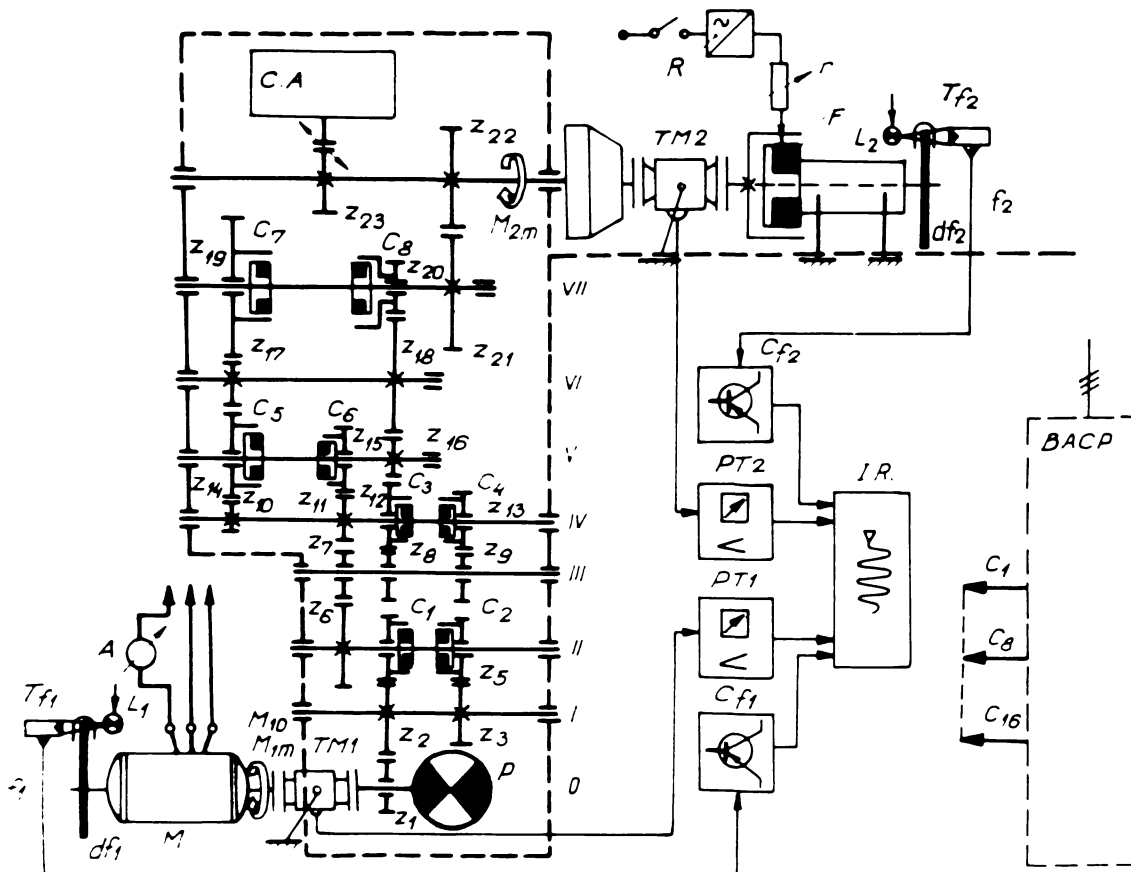 C.A
R
r
F
L2
Tf2
TM2
f2
df2
Z22
M2m
Z23
C7
C8
Z19
Z20
VII
Z17
Z18
Z21
VI
Cf2
C5
C6
Z15
Z16
V
BACP
PT2
I.R.
Z14
Z10
Z11
Z12
C3
C4
Z13
IV
<
Z7
Z8
Z9
III
PT1
C1
Z6
C1
C2
II
<
C8
A
Z5
Cf1
C16
Tf1
L1
M10
I
M1m
TM1
Z2
Z3
P
O
f1
Z1
df1
M